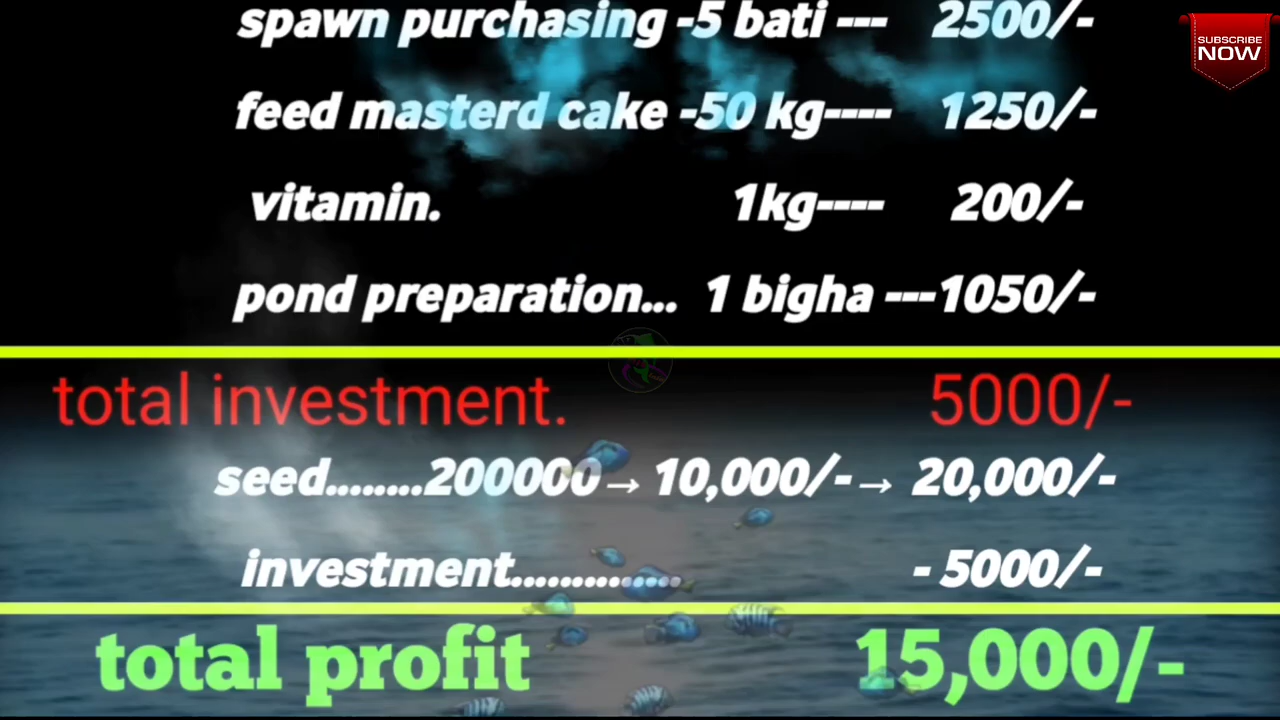 spawn purchasing -5 bati --- 2500/-
SUBSCRIBE
NOW
feed masterd cake -50 kg---- 1250/-
vitamin. 1kg---- 200/-
pond preparation... 1 bigha ---1050/-
total investment. 5000/-
seed........200000→ 10,000/-→ 20,000/-
investment.............. - 5000/-
total profit 15,000/-